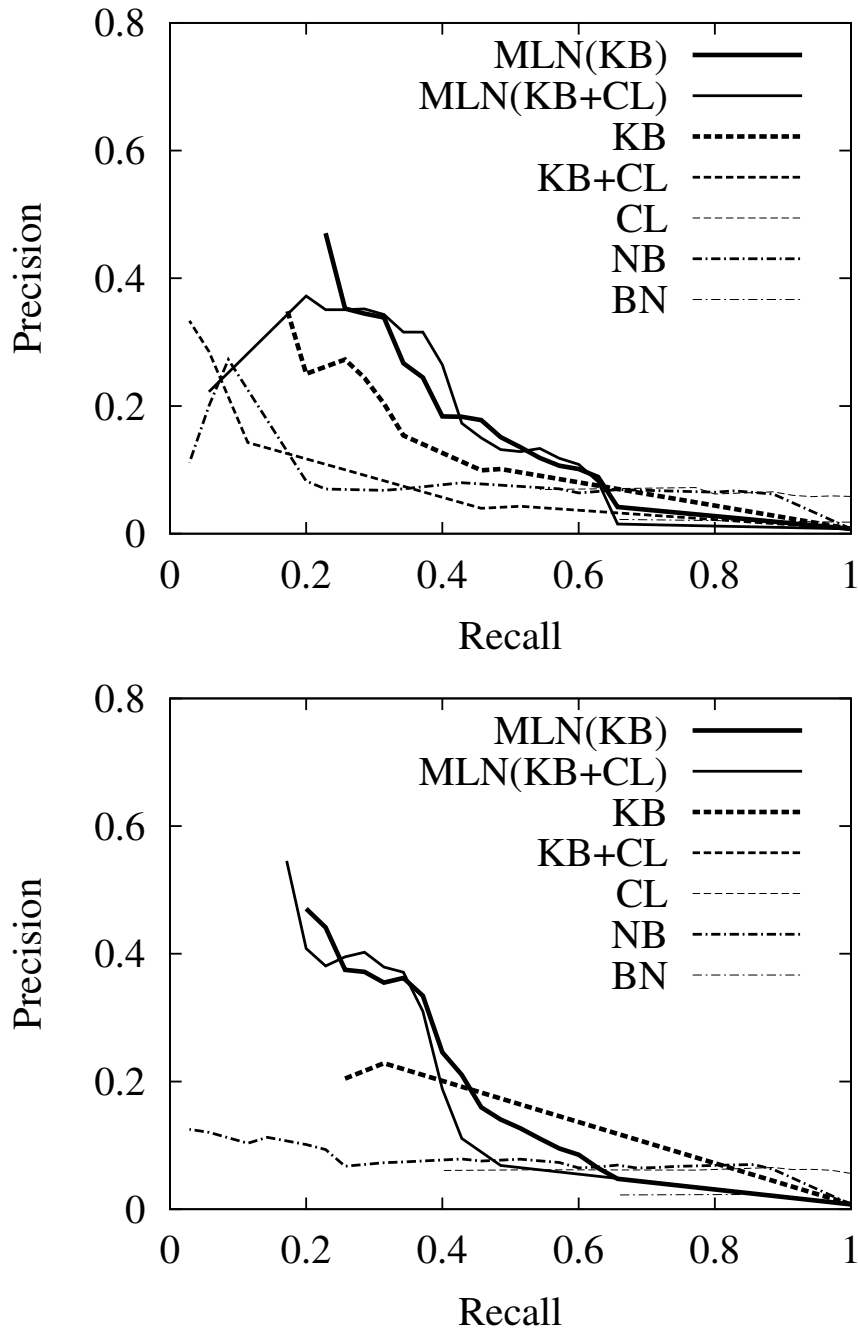 0.8
MLN(KB)
MLN(KB+CL)
0.6
KB
KB+CL
CL
Precision
0.4
NB
BN
0.2
0
0 0.2 0.4 0.6 0.8 1
Recall
0.8
MLN(KB)
MLN(KB+CL)
0.6
KB
KB+CL
CL
Precision
0.4
NB
BN
0.2
0
0 0.2 0.4 0.6 0.8 1
Recall